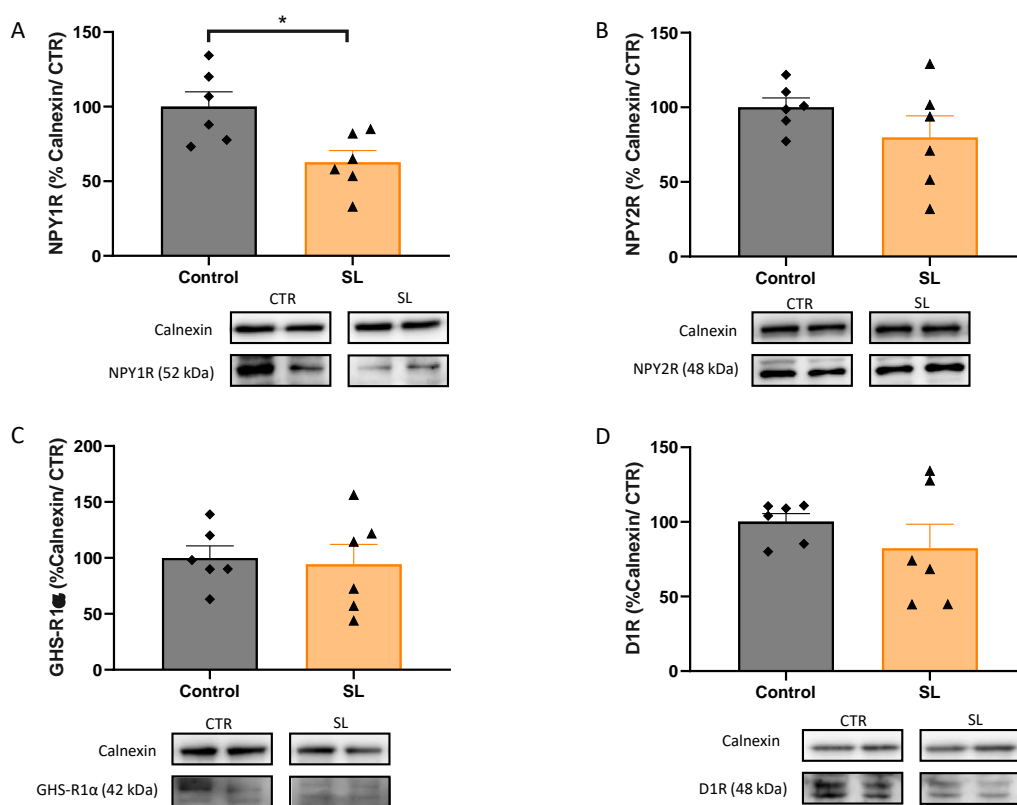 A
NPY1R (% Calnexin/ CTR)
150
100
50
0
*
Control
SL
CTR
SL
Calnexin
NPY1R (52 kDa)
B
NPY2R (% Calnexin/ CTR)
150
100
50
0
Control
SL
CTR
SL
Calnexin
NPY2R (48 kDa)
C
GHS-R1α (%Calnexin/ CTR)
200
150
100
50
0
Control
SL
CTR
SL
Calnexin
GHS-R1α (42 kDa)
D
D1R (%Calnexin/ CTR)
150
100
50
0
Control
SL
CTR
SL
Calnexin
D1R (48 kDa)